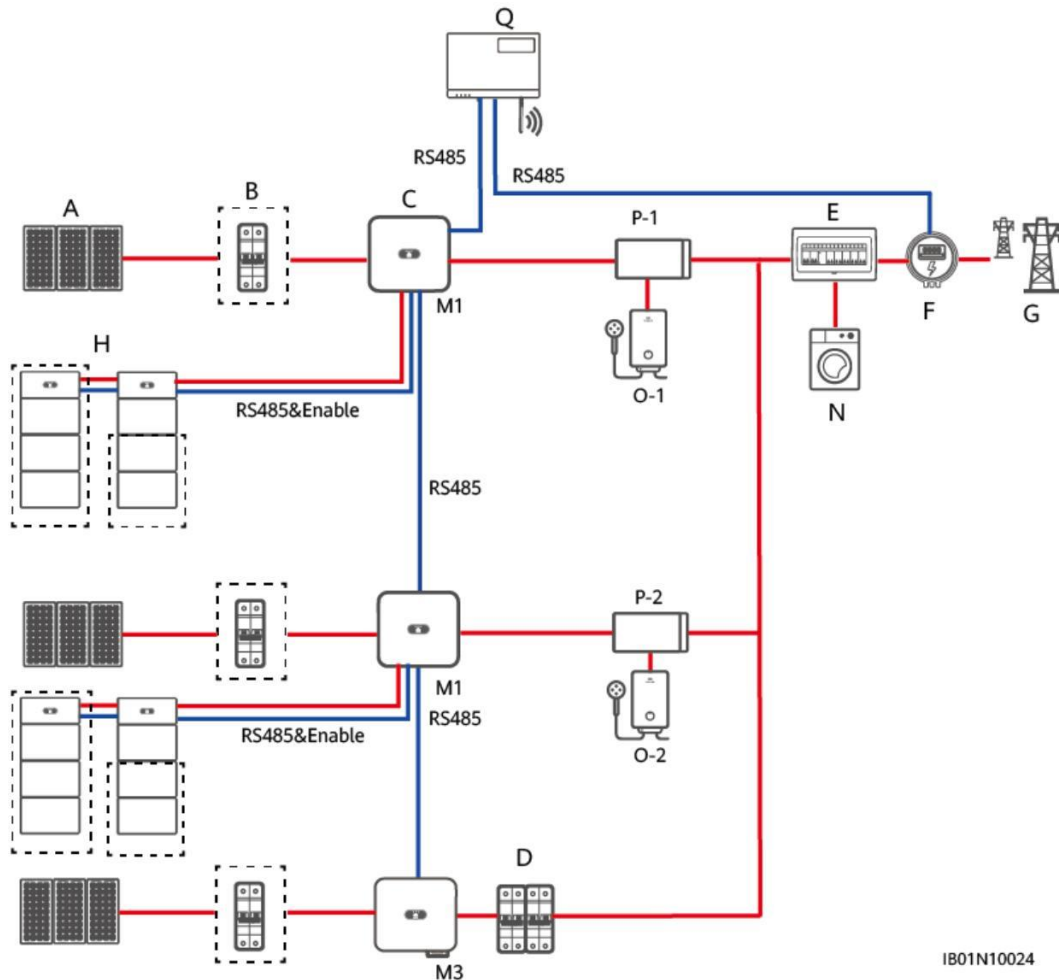 Q
RS485
RS485
A
B
C
P-1
E
M1
F
G
H
O-1
N
RS485&Enable
RS485
P-2
M1
RS485
RS485&Enable
O-2
D
M3
IB01N10024